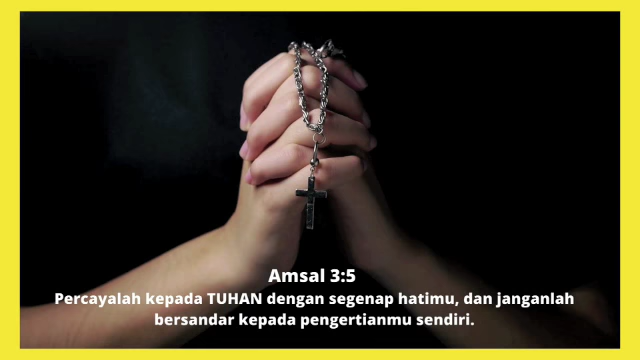 Amsal 3:5
Percayalah kepada TUHAN dengan segenap hatimu, dan janganlah
bersandar kepada pengertianmu sendiri.